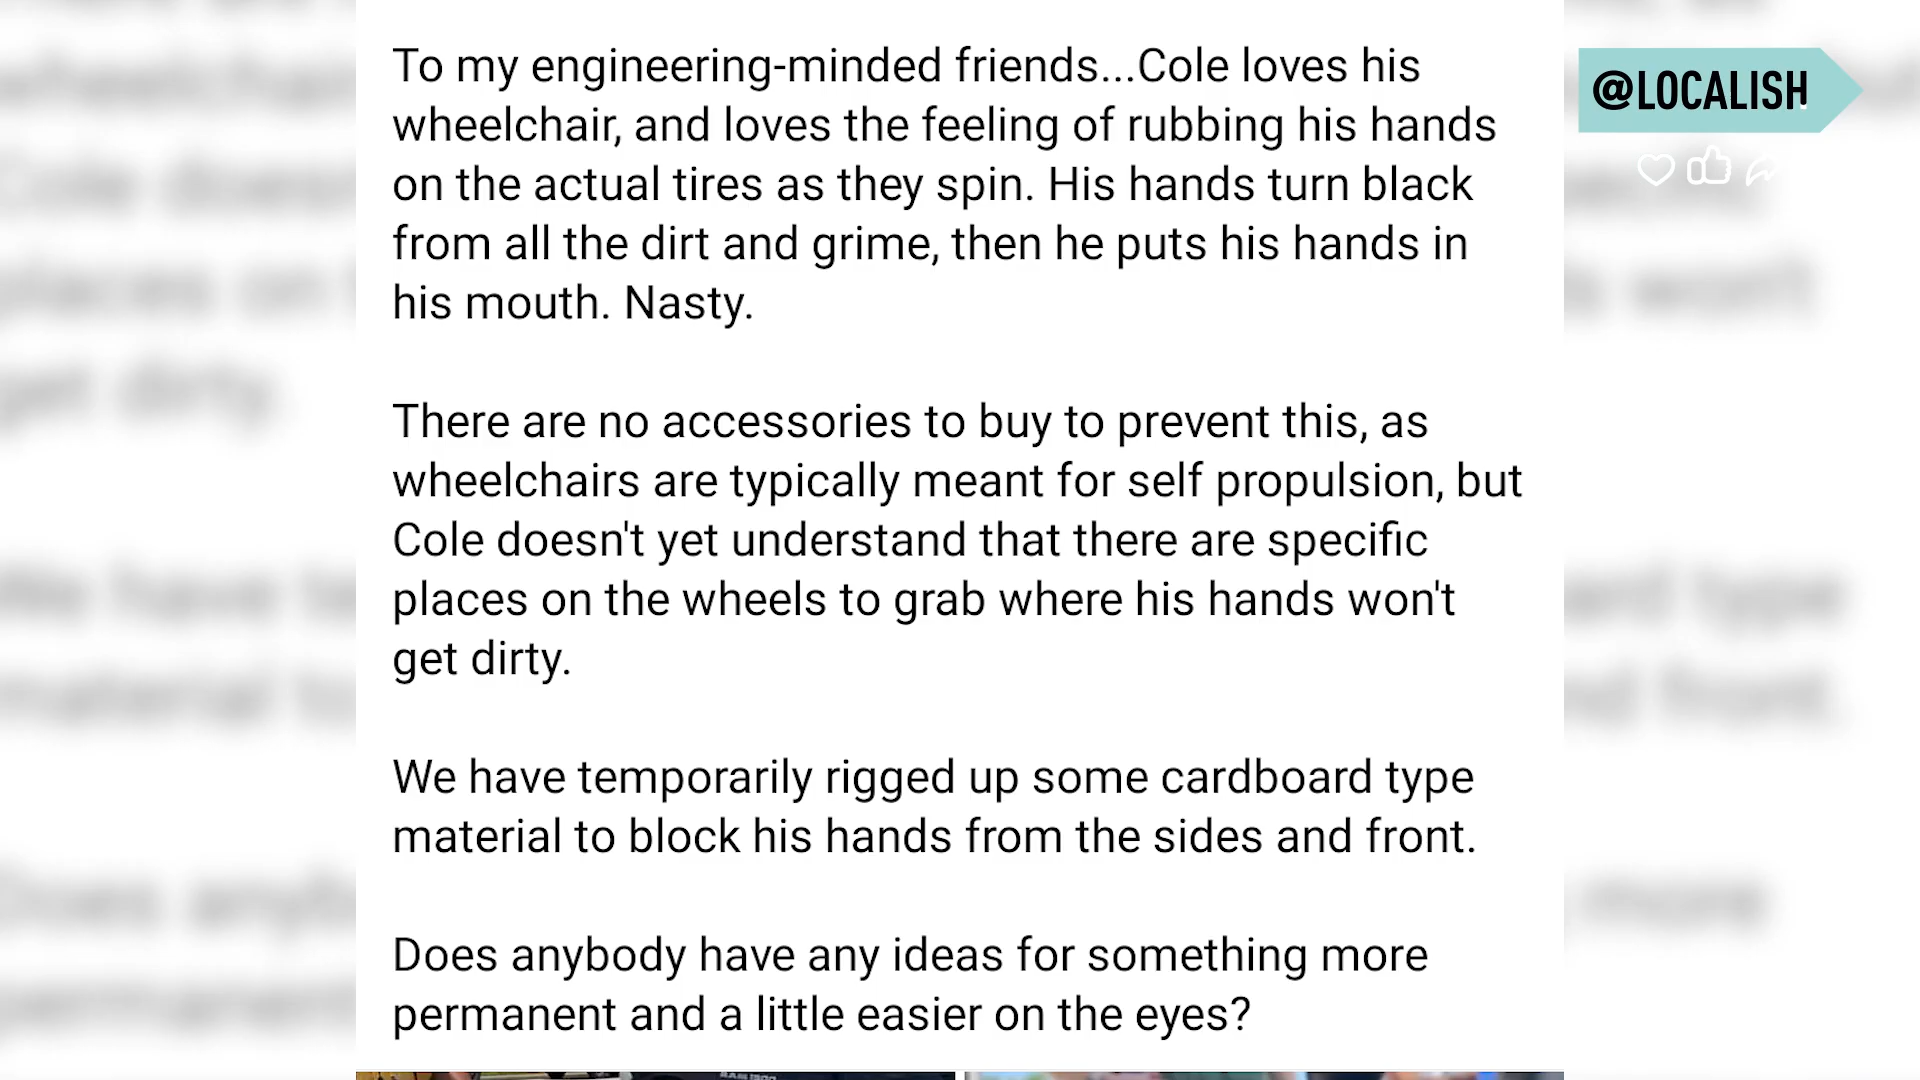 To my engineering-minded friends...Cole loves his
wheelchair, and loves the feeling of rubbing his hands
on the actual tires as they spin. His hands turn black
from all the dirt and grime, then he puts his hands in
his mouth. Nasty.
There are no accessories to buy to prevent this, as
wheelchairs are typically meant for self propulsion, but
Cole doesn't yet understand that there are specific
places on the wheels to grab where his hands won't
get dirty.
We have temporarily rigged up some cardboard type
material to block his hands from the sides and front.
Does anybody have any ideas for something more
permanent and a little easier on the eyes?
@LOCALISH